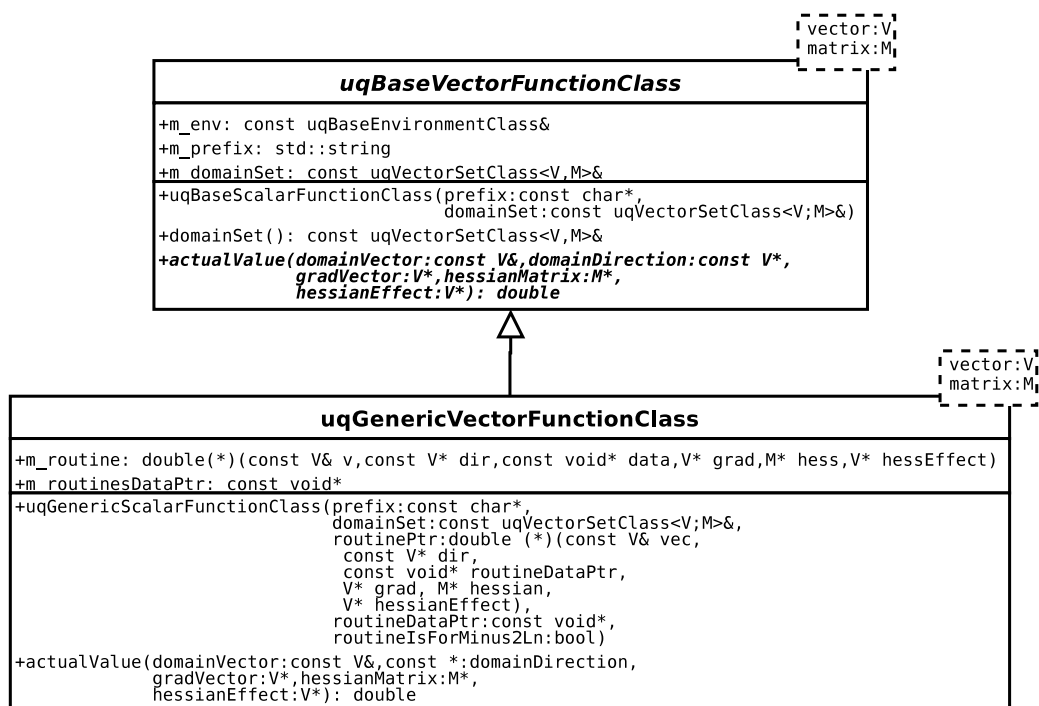 vector:V
matrix:M
uqBaseVectorFunctionClass
+m_env: const uqBaseEnvironmentClass&
+m_prefix: std::string
+m_domainSet: const uqVectorSetClass<V,M>&
+uqBaseScalarFunctionClass(prefix:const char*,
domainSet:const uqVectorSetClass<V;M>&)
+domainSet(): const uqVectorSetClass<V,M>&
+actualValue(domainVector:const V&,domainDirection:const V*,
gradVector:V*,hessianMatrix:M*,
hessianEffect:V*): double
vector:V
matrix:M
uqGenericVectorFunctionClass
+m_routine: double(*)(const V& v,const V* dir,const void* data,V* grad,M* hess,V* hessEffect)
+m_routinesDataPtr: const void*
+uqGenericScalarFunctionClass(prefix:const char*,
domainSet:const uqVectorSetClass<V;M>&,
routinePtr:double (*)(const V& vec,
const V* dir,
const void* routineDataPtr,
V* grad, M* hessian,
V* hessianEffect),
routineDataPtr:const void*,
routineIsForMinus2Ln:bool)
+actualValue(domainVector:const V&,const *:domainDirection,
gradVector:V*,hessianMatrix:M*,
hessianEffect:V*): double